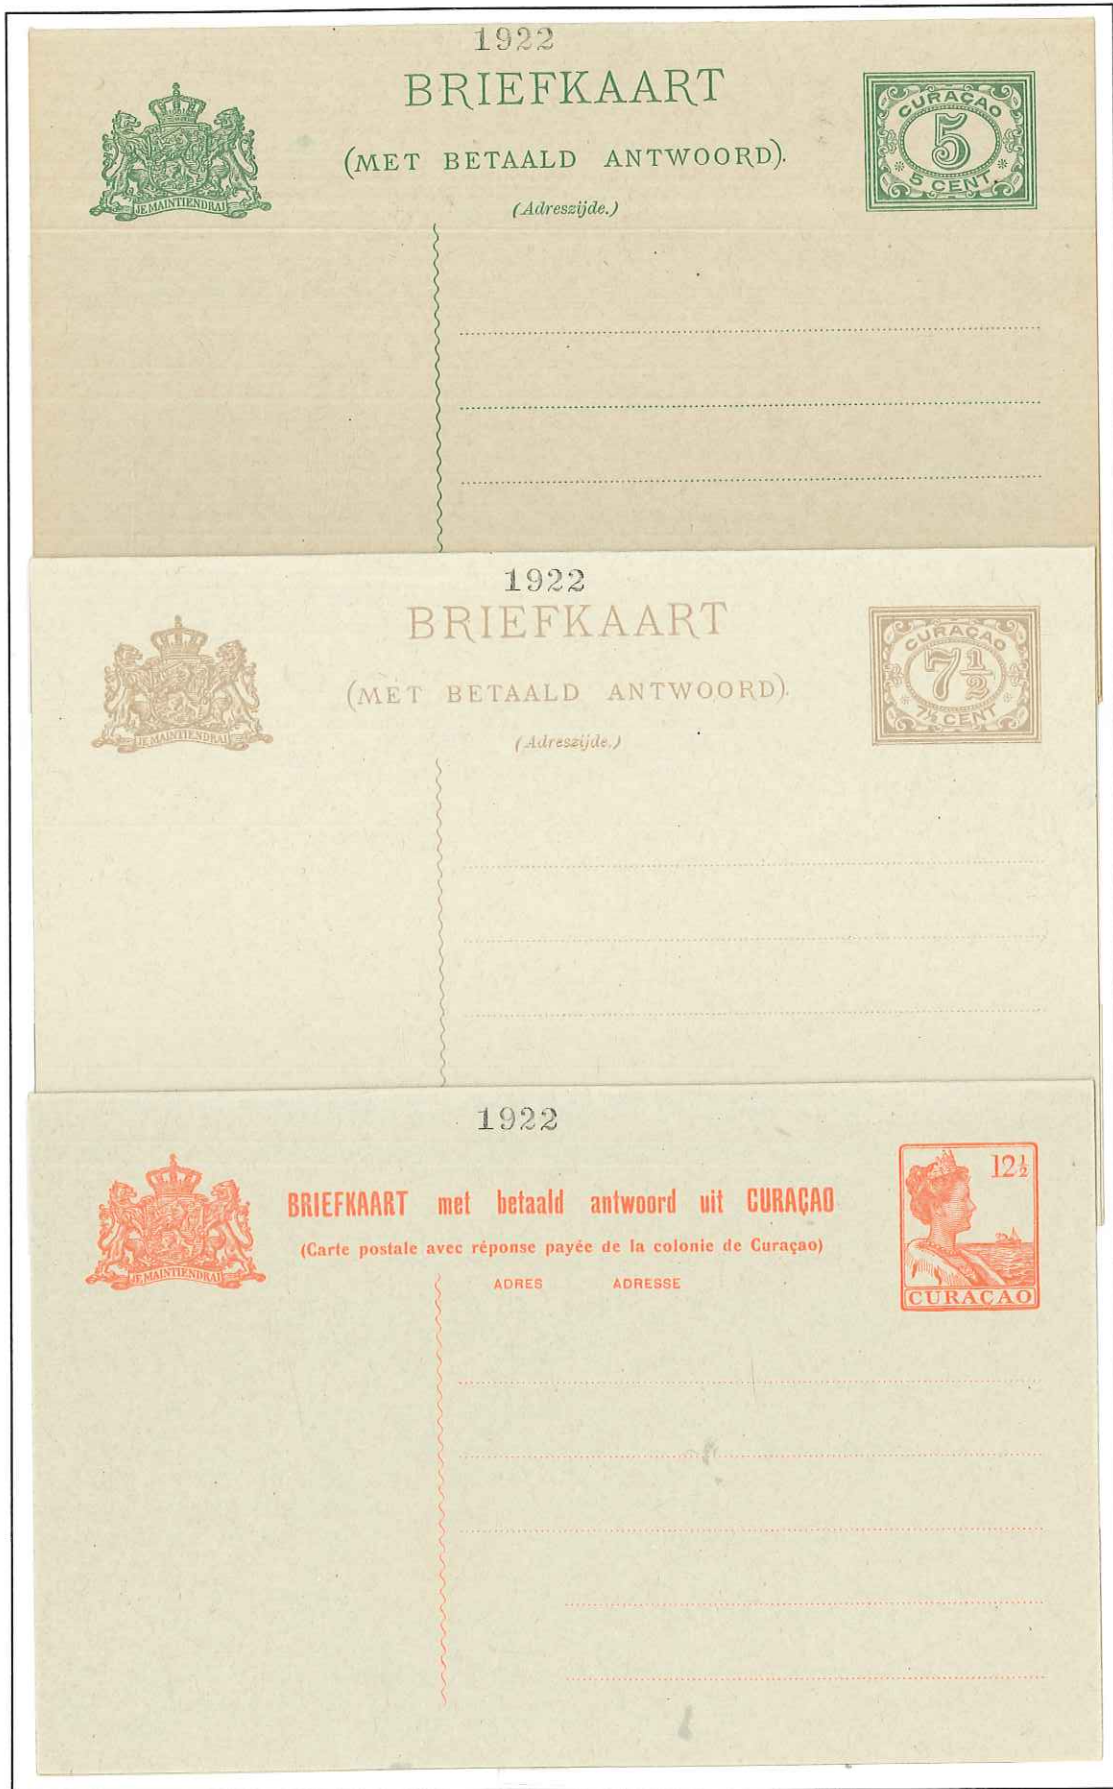 1922
BRIEFKAART
(MET BETAALD ANTWOORD).
(Adreszijde.)
JE MAINTIENDRAI
CURAÇAO
5
5 CENT.
1922
BRIEFKAART
(MET BETAALD ANTWOORD).
(Adreszijde.)
JE MAINTIENDRAI
CURAÇAO
7½
7½ CENT
1922
BRIEFKAART met betaald antwoord uit CURAÇAO
(Carte postale avec réponse payée de la colonie de Curaçao)
ADRES ADRESSE
JE MAINTIENDRAI
12½
CURAÇAO